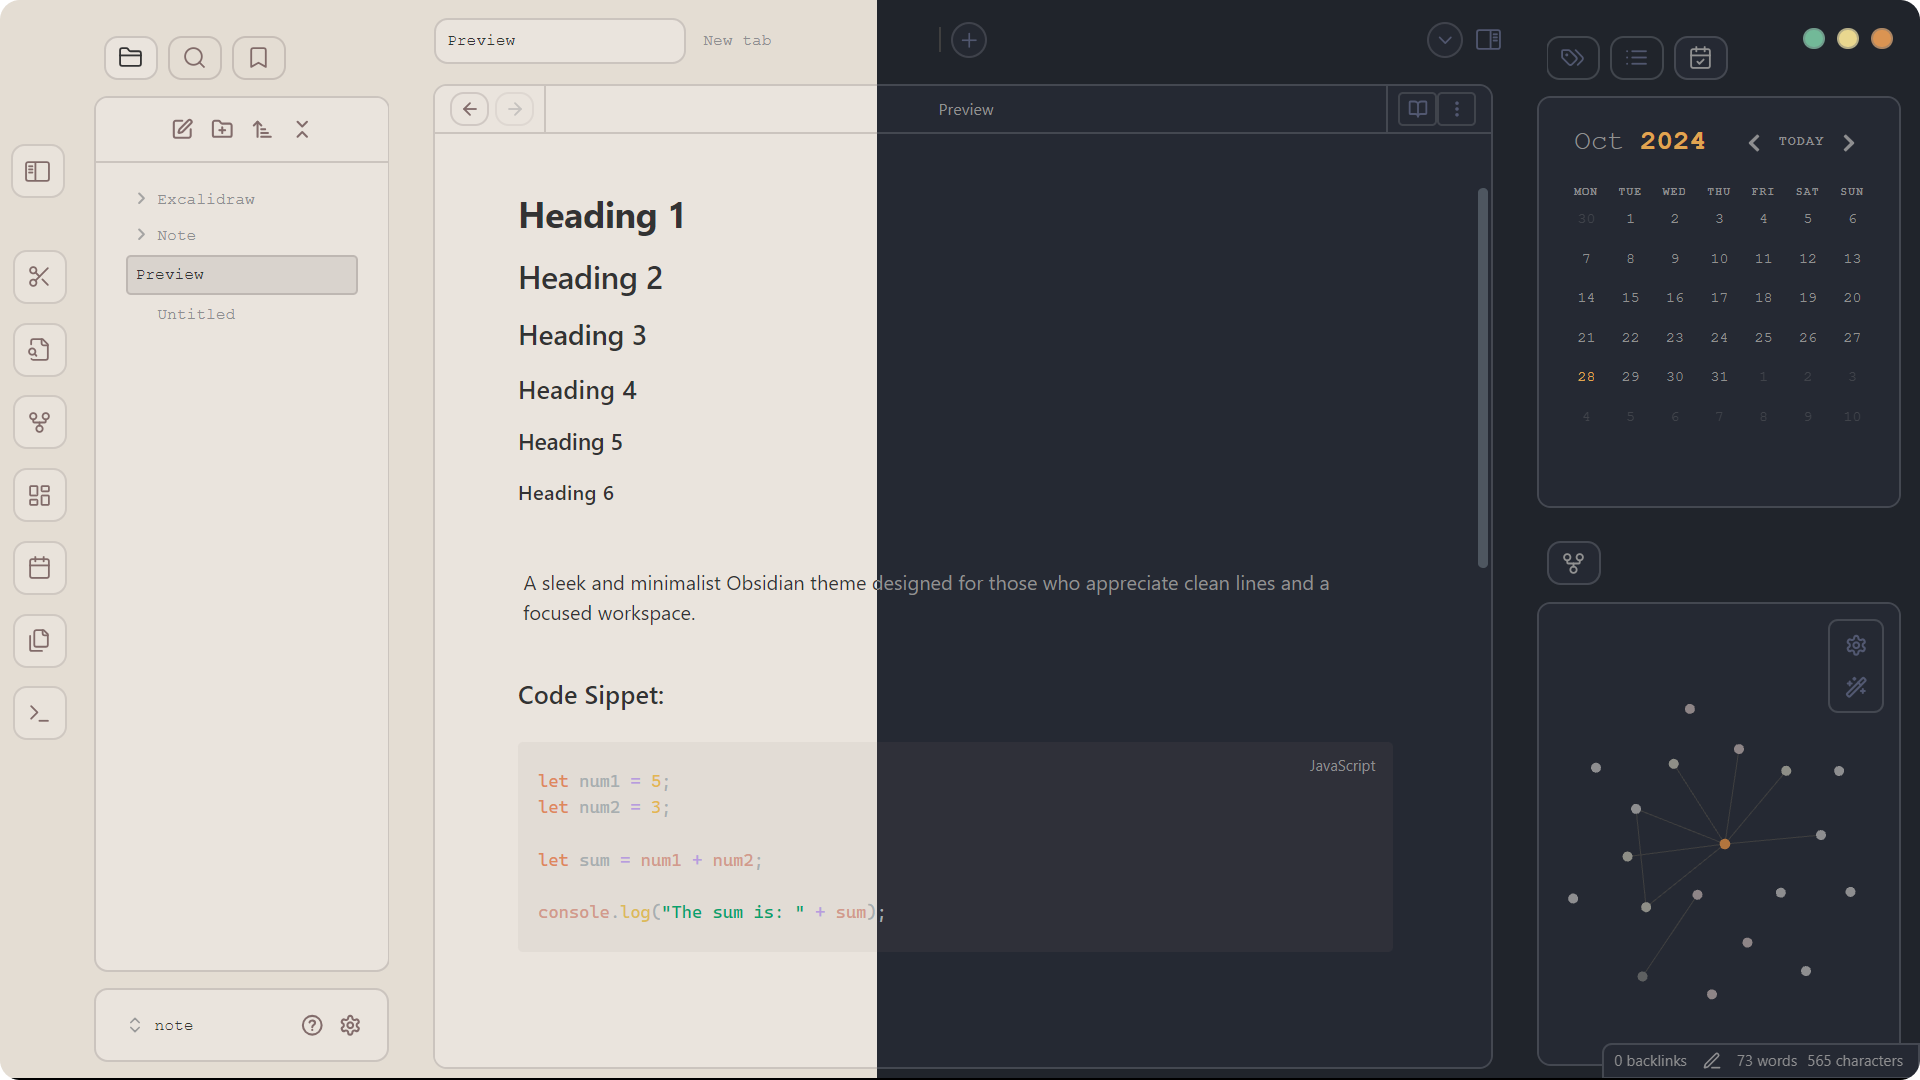 Preview
New tab
Excalidraw
Note
Preview
Untitled
note
Preview
Heading 1
Heading 2
Heading 3
Heading 4
Heading 5
Heading 6
A sleek and minimalist Obsidian theme designed for those who appreciate clean lines and a
focused workspace.
Code Sippet:
JavaScript
let num1 = 5;
let num2 = 3;
let sum = num1 + num2;
console.log("The sum is: " + sum);
Oct 2024 TODAY
MON TUE WED THU FRI SAT SUN
30 1 2 3 4 5 6
7 8 9 10 11 12 13
14 15 16 17 18 19 20
21 22 23 24 25 26 27
28 29 30 31 1 2 3
4 5 6 7 8 9 10
0 backlinks 73 words 565 characters